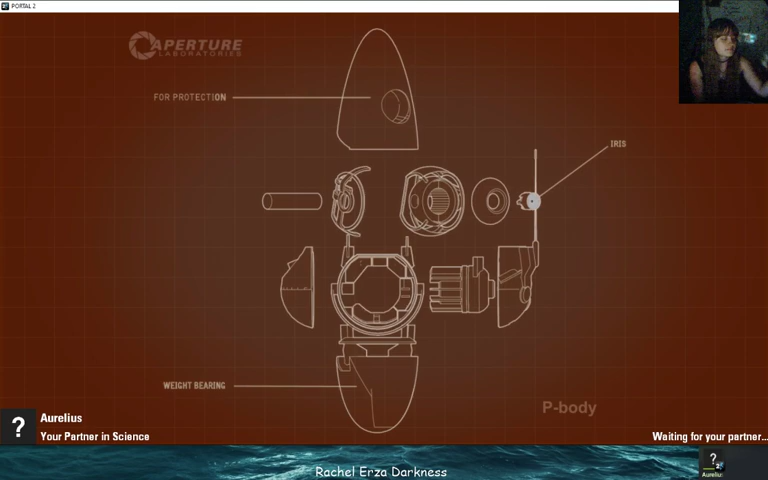 PORTAL 2
APERTURE
LABORATORIES
FOR PROTECTION
IRIS
WEIGHT BEARING
P-body
?
Aurelius
Your Partner in Science
Waiting for your partner...
Rachel Erza Darkness
?
Aurelius